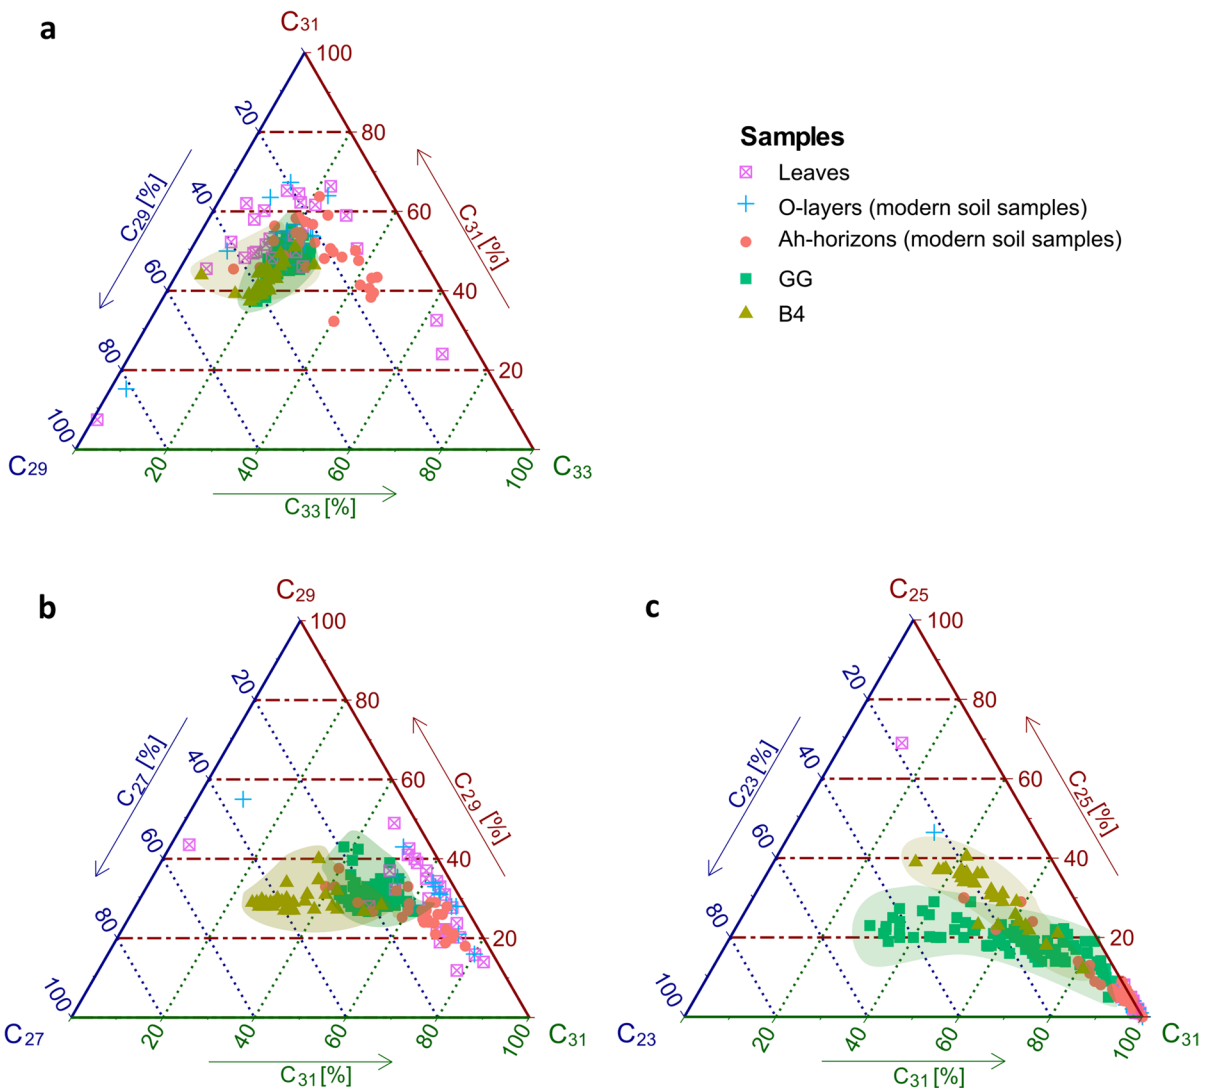 a
C31
100
80
60
40
20
20
40
60
80
100
C29 [%]
C31 [%]
C29
C33
20
40
60
80
100
C33 [%]
Samples
Leaves
O-layers (modern soil samples)
Ah-horizons (modern soil samples)
GG
B4
b
C29
100
80
60
40
20
20
40
60
80
100
C27 [%]
C29 [%]
C27
C31
20
40
60
80
100
C31 [%]
c
C25
100
80
60
40
20
20
40
60
80
100
C23 [%]
C25 [%]
C23
C31
20
40
60
80
100
C31 [%]